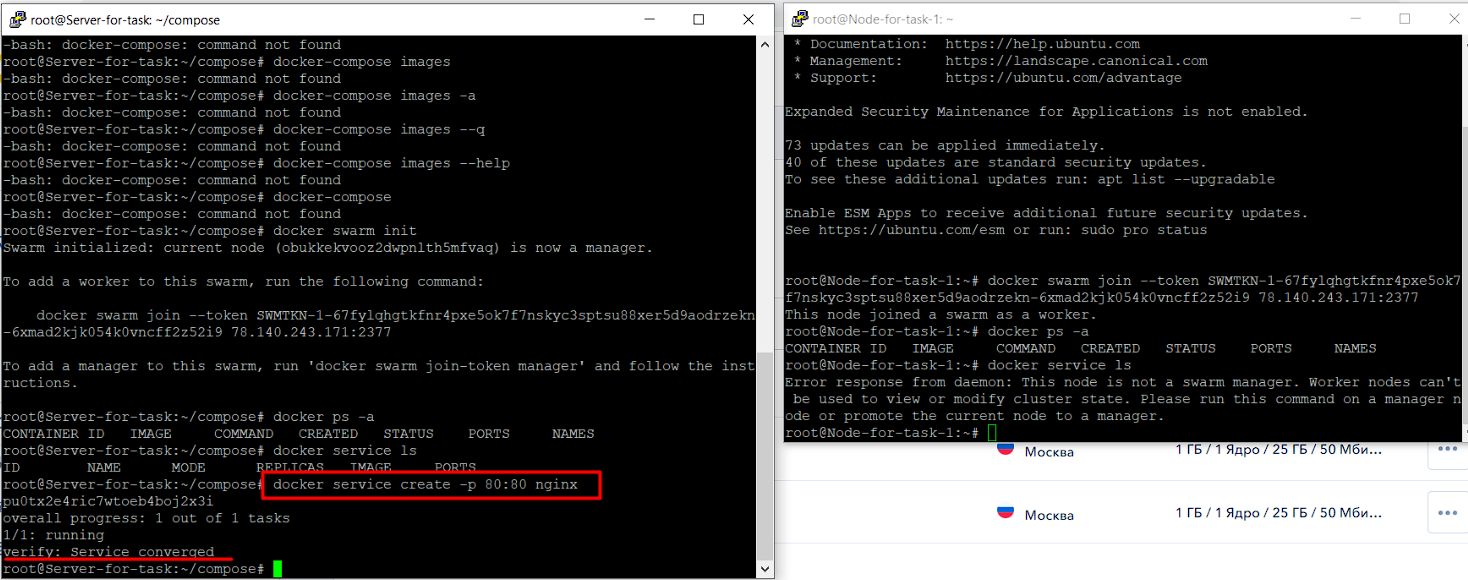 root@Server-for-task: ~/compose
-bash: docker-compose: command not found
root@Server-for-task:~/compose# docker-compose images
-bash: docker-compose: command not found
root@Server-for-task:~/compose# docker-compose images -a
-bash: docker-compose: command not found
root@Server-for-task:~/compose# docker-compose images --q
-bash: docker-compose: command not found
root@Server-for-task:~/compose# docker-compose images --help
-bash: docker-compose: command not found
root@Server-for-task:~/compose# docker-compose
-bash: docker-compose: command not found
root@Server-for-task:~/compose# docker swarm init
Swarm initialized: current node (obukkekvooz2dwpnlth5mfvaq) is now a manager.
To add a worker to this swarm, run the following command:
docker swarm join --token SWMTKN-1-67fylqhgtkfnr4pxe5ok7f7nskyc3sptsu88xer5d9aodrzekn
-6xmad2kjk054k0vncff2z52i9 78.140.243.171:2377
To add a manager to this swarm, run 'docker swarm join-token manager' and follow the inst
ructions.
root@Server-for-task:~/compose# docker ps -a
CONTAINER ID   IMAGE     COMMAND   CREATED   STATUS    PORTS     NAMES
root@Server-for-task:~/compose# docker service ls
ID        NAME      MODE      REPLICAS   IMAGE     PORTS
root@Server-for-task:~/compose# docker service create -p 80:80 nginx
pu0tx2e4ric7wtoeb4boj2x3i
overall progress: 1 out of 1 tasks
1/1: running
verify: Service converged
root@Server-for-task:~/compose#
root@Node-for-task-1: ~
* Documentation:  https://help.ubuntu.com
* Management:     https://landscape.canonical.com
* Support:        https://ubuntu.com/advantage
Expanded Security Maintenance for Applications is not enabled.
73 updates can be applied immediately.
40 of these updates are standard security updates.
To see these additional updates run: apt list --upgradable
Enable ESM Apps to receive additional future security updates.
See https://ubuntu.com/esm or run: sudo pro status
root@Node-for-task-1:~# docker swarm join --token SWMTKN-1-67fylqhgtkfnr4pxe5ok7
f7nskyc3sptsu88xer5d9aodrzekn-6xmad2kjk054k0vncff2z52i9 78.140.243.171:2377
This node joined a swarm as a worker.
root@Node-for-task-1:~# docker ps -a
CONTAINER ID   IMAGE     COMMAND   CREATED   STATUS    PORTS     NAMES
root@Node-for-task-1:~# docker service ls
Error response from daemon: This node is not a swarm manager. Worker nodes can't
be used to view or modify cluster state. Please run this command on a manager n
ode or promote the current node to a manager.
root@Node-for-task-1:~#
Москва 1 ГБ / 1 Ядро / 25 ГБ / 50 Мби...
Москва 1 ГБ / 1 Ядро / 25 ГБ / 50 Мби...